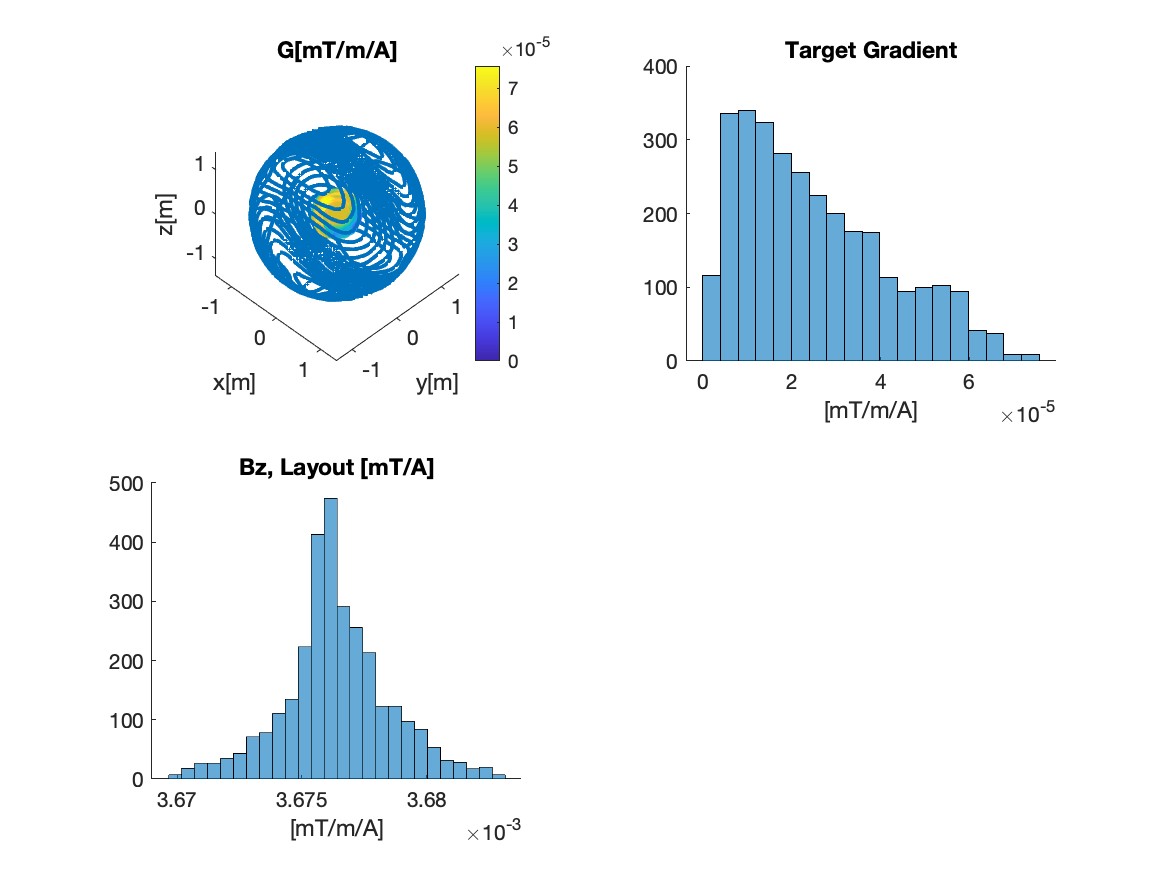 G[mT/m/A]
×10-5
7
6
5
4
3
2
1
0
1
0
-1
z[m]
-1
0
1
x[m]
-1
0
1
y[m]
Target Gradient
400
300
200
100
0
0 2 4 6
[mT/m/A] ×10-5
Bz, Layout [mT/A]
500
400
300
200
100
0
3.67 3.675 3.68
[mT/m/A] ×10-3